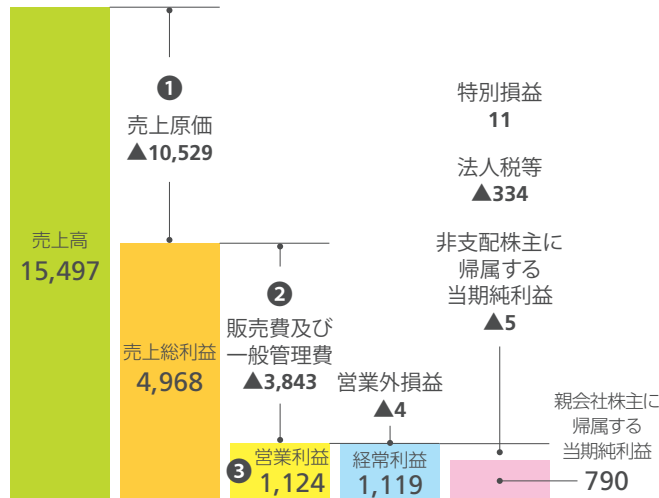 売上高
15,497
❶
売上原価
▲10,529
売上総利益
4,968
❷
販売費及び
一般管理費
▲3,843
❸
営業利益
1,124
営業外損益
▲4
経常利益
1,119
特別損益
11
法人税等
▲334
非支配株主に
帰属する
当期純利益
▲5
親会社株主に
帰属する
当期純利益
790